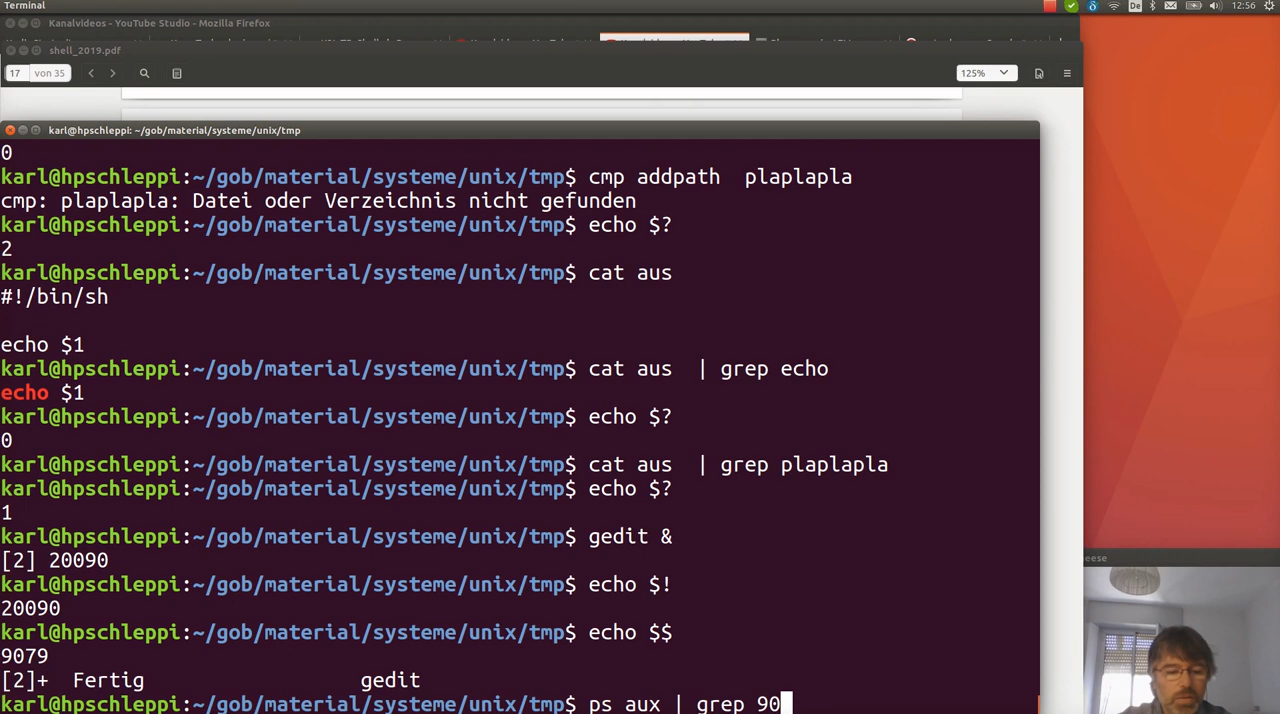 Terminal
De
12:56
Kanalvideos - YouTube Studio - Mozilla Firefox
shell_2019.pdf
17 von 35
125%
karl@hpschleppi: ~/gob/material/systeme/unix/tmp
0
karl@hpschleppi:~/gob/material/systeme/unix/tmp$ cmp addpath  plaplapla
cmp: plaplapla: Datei oder Verzeichnis nicht gefunden
karl@hpschleppi:~/gob/material/systeme/unix/tmp$ echo $?
2
karl@hpschleppi:~/gob/material/systeme/unix/tmp$ cat aus
#!/bin/sh
echo $1
karl@hpschleppi:~/gob/material/systeme/unix/tmp$ cat aus  | grep echo
echo $1
karl@hpschleppi:~/gob/material/systeme/unix/tmp$ echo $?
0
karl@hpschleppi:~/gob/material/systeme/unix/tmp$ cat aus  | grep plaplapla
karl@hpschleppi:~/gob/material/systeme/unix/tmp$ echo $?
1
karl@hpschleppi:~/gob/material/systeme/unix/tmp$ gedit &
[2] 20090
karl@hpschleppi:~/gob/material/systeme/unix/tmp$ echo $!
20090
karl@hpschleppi:~/gob/material/systeme/unix/tmp$ echo $$
9079
[2]+  Fertig                  gedit
karl@hpschleppi:~/gob/material/systeme/unix/tmp$ ps aux | grep 90
eese